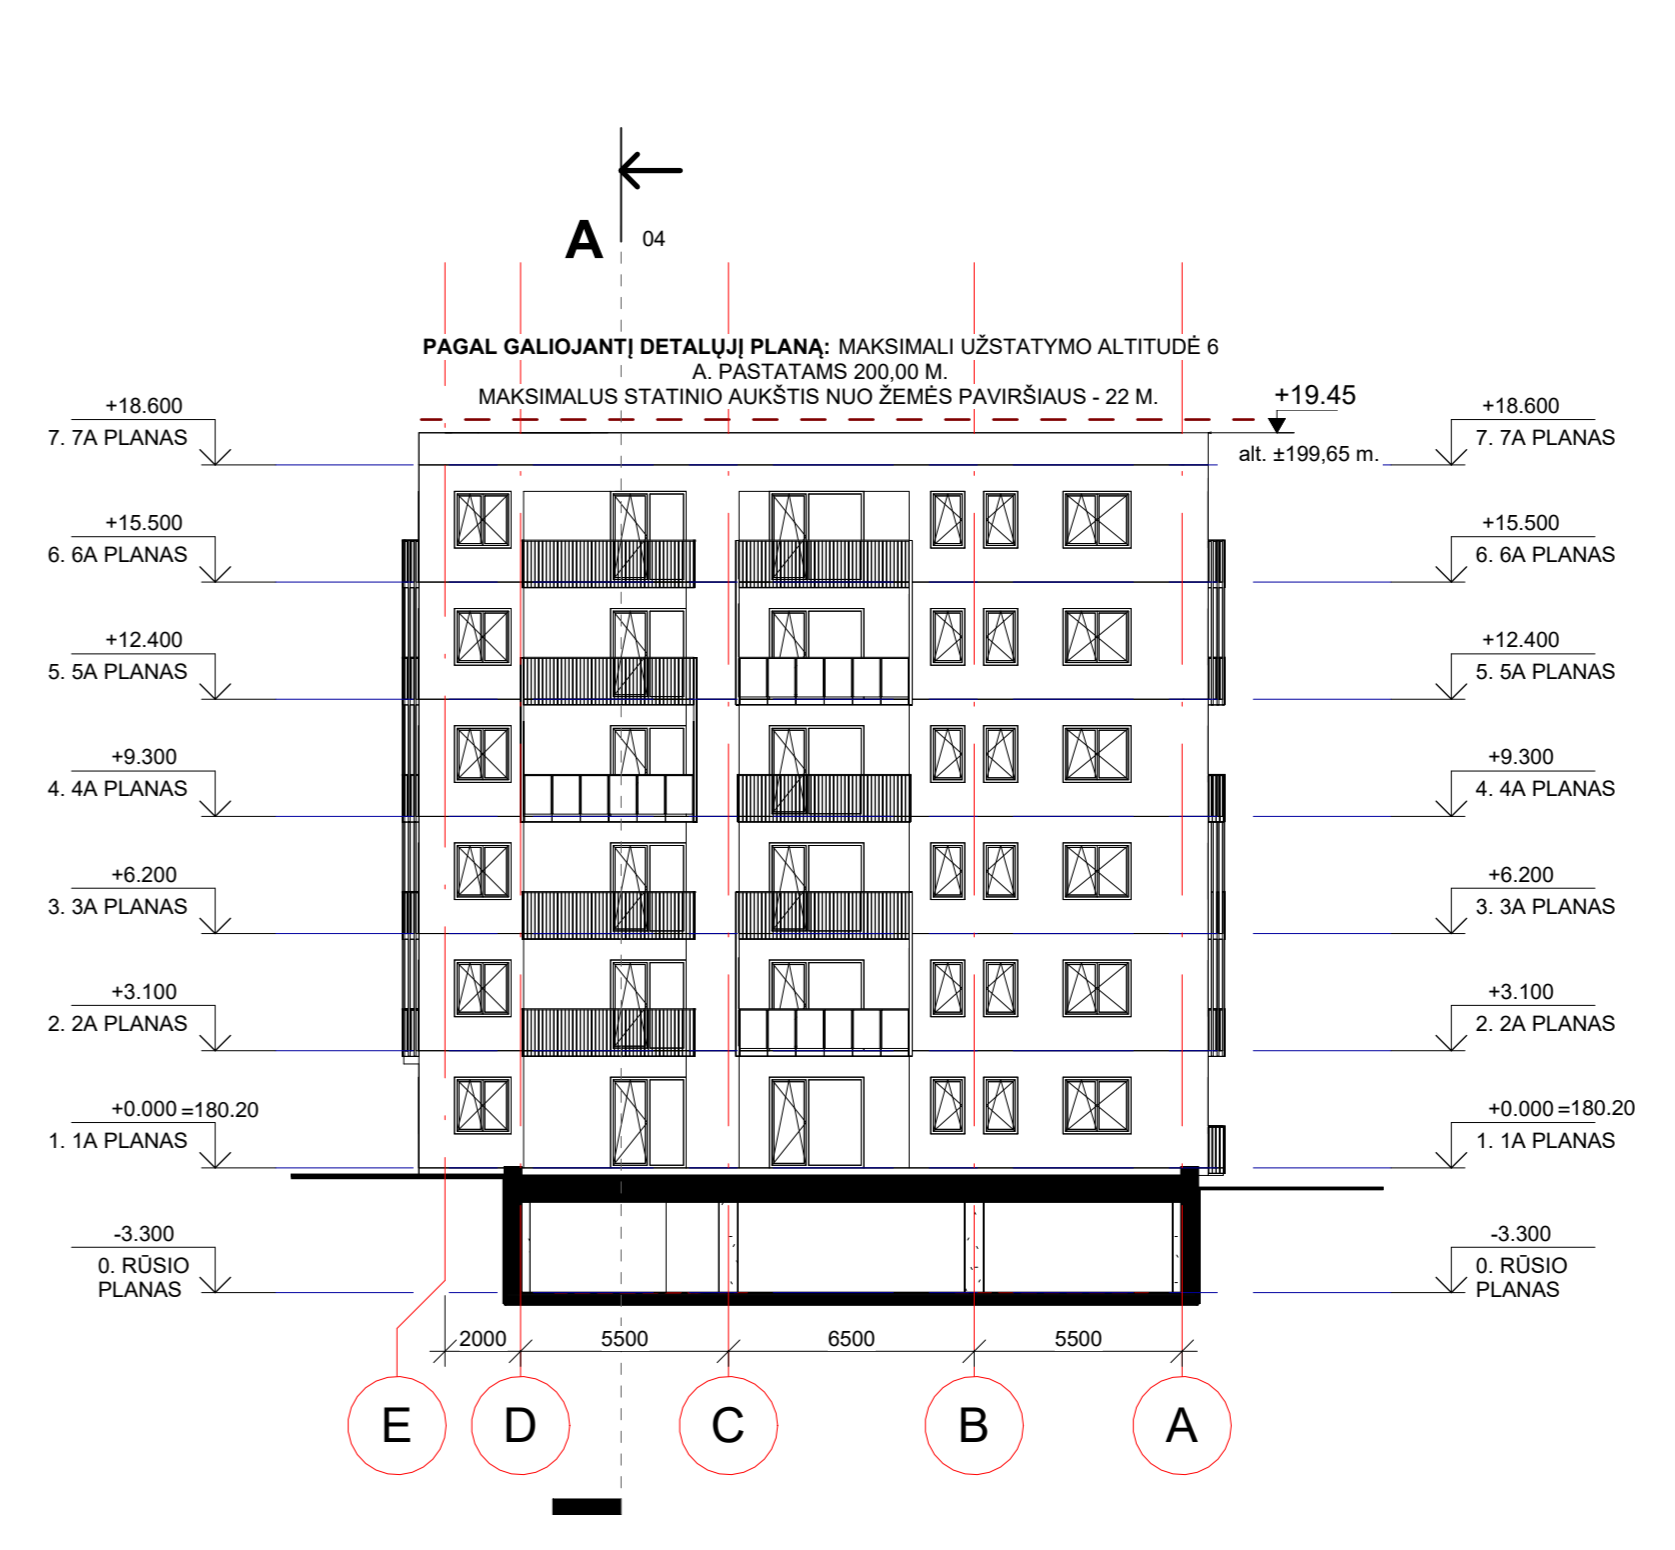 A 04
PAGAL GALIOJANTĮ DETALŲJĮ PLANĄ: MAKSIMALI UŽSTATYMO ALTITUDĖ 6
A. PASTATAMS 200,00 M.
MAKSIMALUS STATINIO AUKŠTIS NUO ŽEMĖS PAVIRŠIAUS - 22 M.
+19.45
alt. ±199,65 m.
+18.600
7. 7A PLANAS
+18.600
7. 7A PLANAS
+15.500
6. 6A PLANAS
+15.500
6. 6A PLANAS
+12.400
5. 5A PLANAS
+12.400
5. 5A PLANAS
+9.300
4. 4A PLANAS
+9.300
4. 4A PLANAS
+6.200
3. 3A PLANAS
+6.200
3. 3A PLANAS
+3.100
2. 2A PLANAS
+3.100
2. 2A PLANAS
+0.000 =180.20
1. 1A PLANAS
+0.000 =180.20
1. 1A PLANAS
-3.300
0. RŪSIO
PLANAS
-3.300
0. RŪSIO
PLANAS
2000 5500 6500 5500
E D C B A